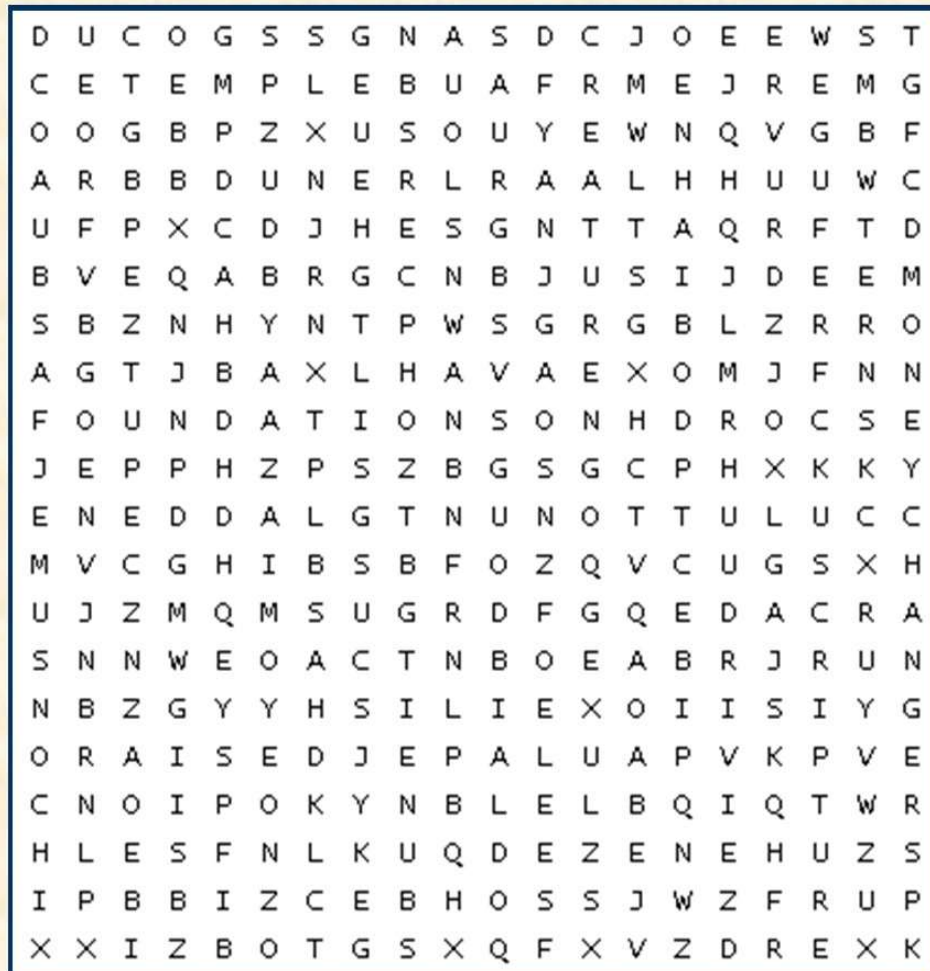 D U C O G S S G N A S D C J O E E W S T
C E T E M P L E B U A F R M E J R E M G
O O G B P Z X U S O U Y E W N Q V G B F
A R B B D U N E R L R A A L H H U U W C
U F P X C D J H E S G N T T A Q R F T D
B V E Q A B R G C N B J U S I J D E E M
S B Z N H Y N T P W S G R G B L Z R R O
A G T J B A X L H A V A E X O M J F N N
F O U N D A T I O N S O N H D R O C S E
J E P P H Z P S Z B G S G C P H X K K Y
E N E D D A L G T N U N O T T U L U C C
M V C G H I B S B F O Z Q V C U G S X H
U J Z M Q M S U G R D F G Q E D A C R A
S N N W E O A C T N B O E A B R J R U N
N B Z G Y Y H S I L I E X O I I S I Y G
O R A I S E D J E P A L U A P V K P V E
C N O I P O K Y N B L E L B Q I Q T W R
H L E S F N L K U Q D E Z E N E H U Z S
I P B B I Z C E B H O S S J W Z F R U P
X X I Z B O T G S X Q F X V Z D R E X K